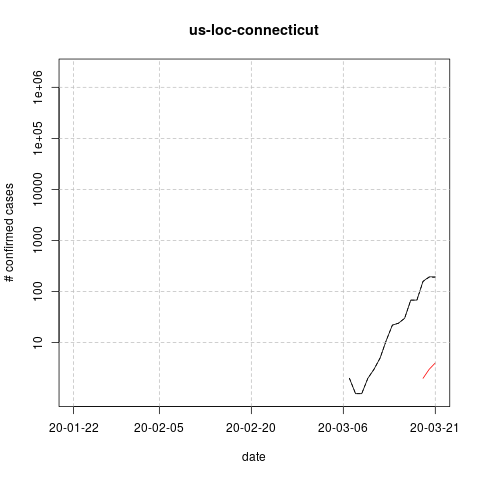 us-loc-connecticut
# confirmed cases
1e+06
1e+05
10000
1000
100
10
20-01-22
20-02-05
20-02-20
20-03-06
20-03-21
date